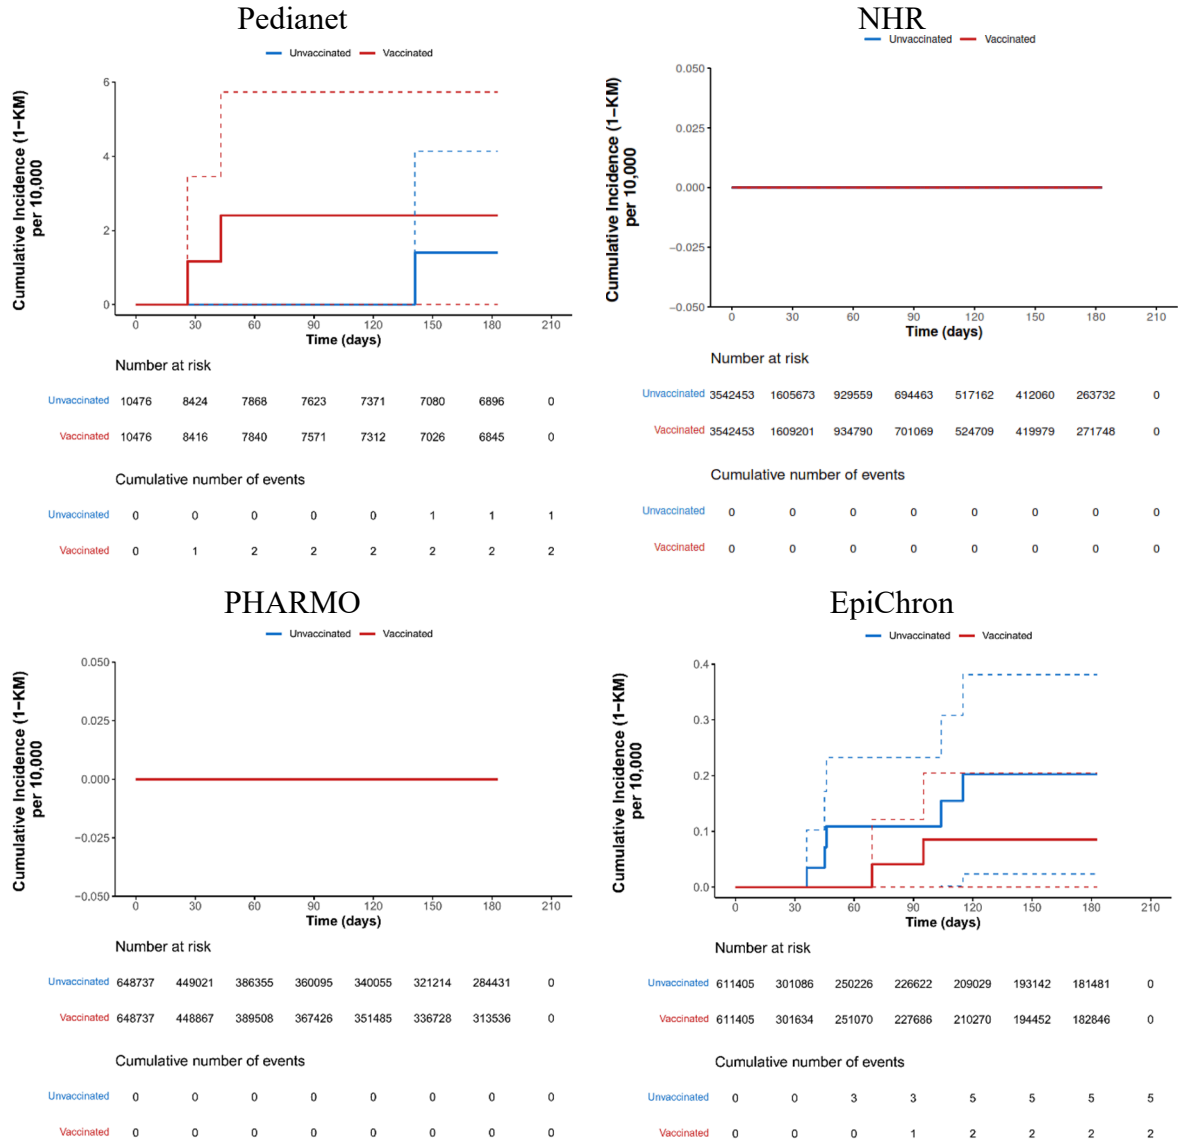 Pedianet
Unvaccinated Vaccinated
Cumulative Incidence (1−KM)
per 10,000
6
4
2
0
0 30 60 90 120 150 180 210
Time (days)
Number at risk
Unvaccinated 10476 8424 7868 7623 7371 7080 6896 0
Vaccinated 10476 8416 7840 7571 7312 7026 6845 0
Cumulative number of events
Unvaccinated 0 0 0 0 0 1 1 1
Vaccinated 0 1 2 2 2 2 2 2
NHR
Unvaccinated Vaccinated
Cumulative Incidence (1−KM)
per 10,000
0.050
0.025
0.000
−0.025
−0.050
0 30 60 90 120 150 180 210
Time (days)
Number at risk
Unvaccinated 3542453 1605673 929559 694463 517162 412060 263732 0
Vaccinated 3542453 1609201 934790 701069 524709 419979 271748 0
Cumulative number of events
Unvaccinated 0 0 0 0 0 0 0 0
Vaccinated 0 0 0 0 0 0 0 0
PHARMO
Unvaccinated Vaccinated
Cumulative Incidence (1−KM)
per 10,000
0.050
0.025
0.000
−0.025
−0.050
0 30 60 90 120 150 180 210
Time (days)
Number at risk
Unvaccinated 648737 449021 386355 360095 340055 321214 284431 0
Vaccinated 648737 448867 389508 367426 351485 336728 313536 0
Cumulative number of events
Unvaccinated 0 0 0 0 0 0 0 0
Vaccinated 0 0 0 0 0 0 0 0
EpiChron
Unvaccinated Vaccinated
Cumulative Incidence (1−KM)
per 10,000
0.4
0.3
0.2
0.1
0.0
0 30 60 90 120 150 180 210
Time (days)
Number at risk
Unvaccinated 611405 301086 250226 226622 209029 193142 181481 0
Vaccinated 611405 301634 251070 227686 210270 194452 182846 0
Cumulative number of events
Unvaccinated 0 0 3 3 5 5 5 5
Vaccinated 0 0 0 1 2 2 2 2